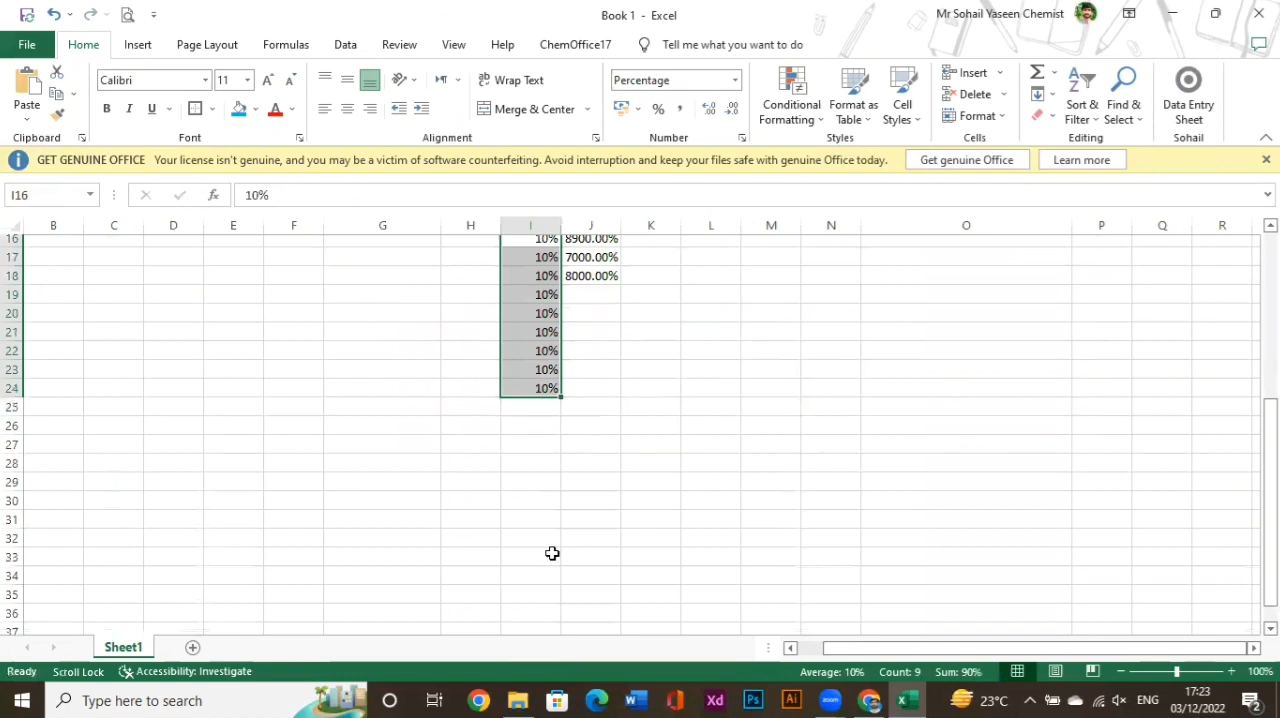 Book 1 - Excel
Mr Sohail Yaseen Chemist
File Home Insert Page Layout Formulas Data Review View Help ChemOffice17 Tell me what you want to do
Paste
Clipboard
Calibri 11
B I U
A
Font
Wrap Text
Merge & Center
Alignment
Percentage
%
Number
Conditional Formatting
Format as Table
Cell Styles
Styles
Insert
Delete
Format
Cells
Sort & Filter
Find & Select
Editing
Data Entry Sheet
Sohail
GET GENUINE OFFICE Your license isn't genuine, and you may be a victim of software counterfeiting. Avoid interruption and keep your files safe with genuine Office today. Get genuine Office Learn more
I16 fx 10%
B C D E F G H I J K L M N O P Q R
16 10% 8900.00%
17 10% 7000.00%
18 10% 8000.00%
19 10%
20 10%
21 10%
22 10%
23 10%
24 10%
25
26
27
28
29
30
31
32
33
34
35
36
37
Sheet1
Ready Scroll Lock Accessibility: Investigate Average: 10% Count: 9 Sum: 90% 100%
Type here to search
W
Xd
Ps
Ai
zoom
23°C
ENG
17:23
03/12/2022
2